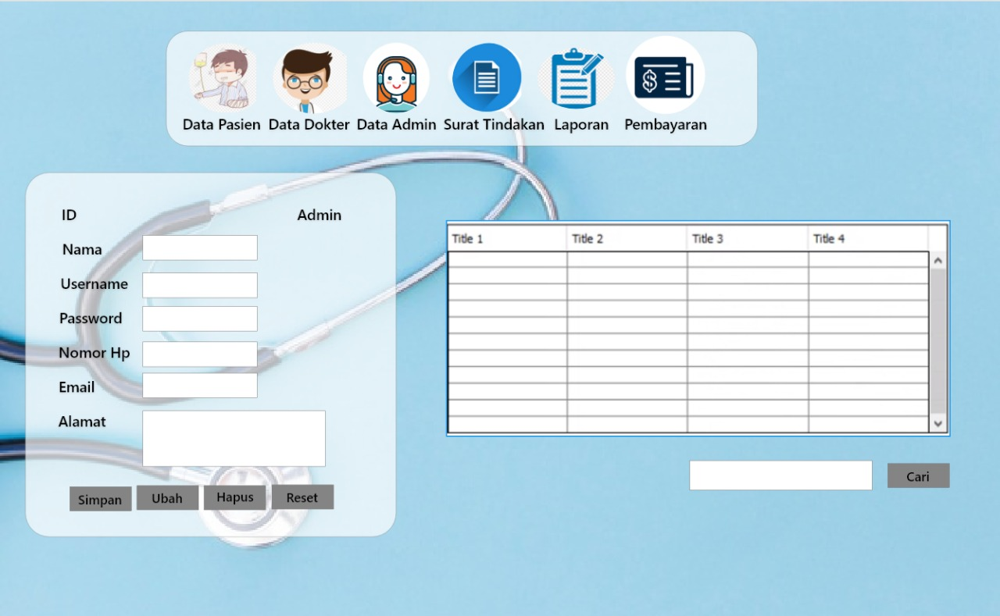 Data Pasien Data Dokter Data Admin Surat Tindakan Laporan Pembayaran
ID Admin
Nama
Username
Password
Nomor Hp
Email
Alamat
Simpan Ubah Hapus Reset
Title 1 Title 2 Title 3 Title 4
Cari